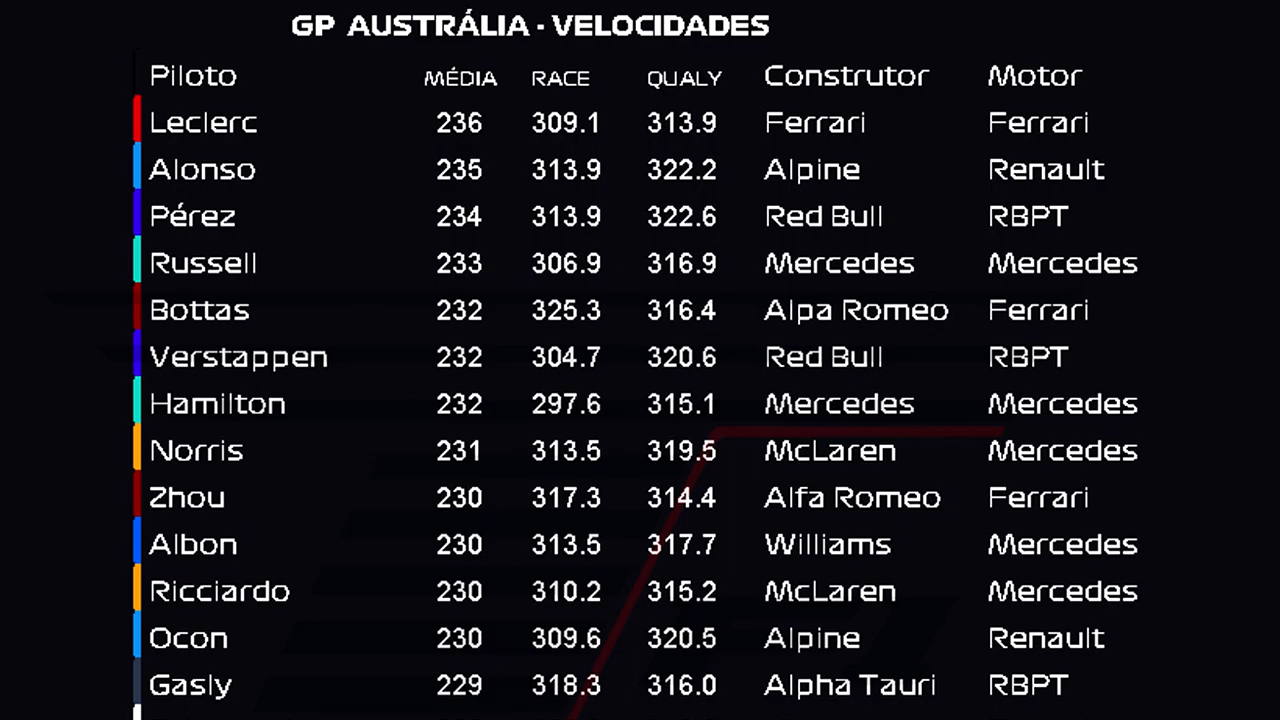 GP AUSTRÁLIA - VELOCIDADES
Piloto MÉDIA RACE QUALY Construtor Motor
Leclerc 236 309.1 313.9 Ferrari Ferrari
Alonso 235 313.9 322.2 Alpine Renault
Pérez 234 313.9 322.6 Red Bull RBPT
Russell 233 306.9 316.9 Mercedes Mercedes
Bottas 232 325.3 316.4 Alpa Romeo Ferrari
Verstappen 232 304.7 320.6 Red Bull RBPT
Hamilton 232 297.6 315.1 Mercedes Mercedes
Norris 231 313.5 319.5 McLaren Mercedes
Zhou 230 317.3 314.4 Alfa Romeo Ferrari
Albon 230 313.5 317.7 Williams Mercedes
Ricciardo 230 310.2 315.2 McLaren Mercedes
Ocon 230 309.6 320.5 Alpine Renault
Gasly 229 318.3 316.0 Alpha Tauri RBPT